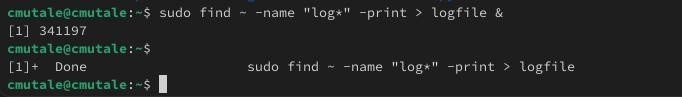 cmutale@cmutale:~$ sudo find ~ -name "log*" -print > logfile &
[1] 341197
cmutale@cmutale:~$
[1]+  Done                    sudo find ~ -name "log*" -print > logfile
cmutale@cmutale:~$